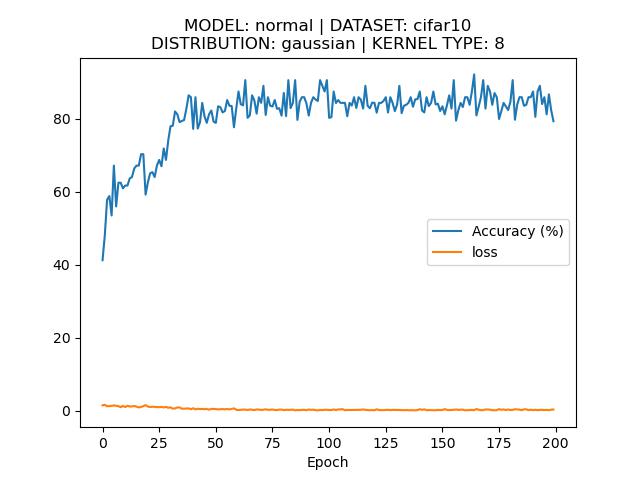 MODEL: normal | DATASET: cifar10
DISTRIBUTION: gaussian | KERNEL TYPE: 8
80
60
40
20
0
Accuracy (%)
loss
0 25 50 75 100 125 150 175 200
Epoch